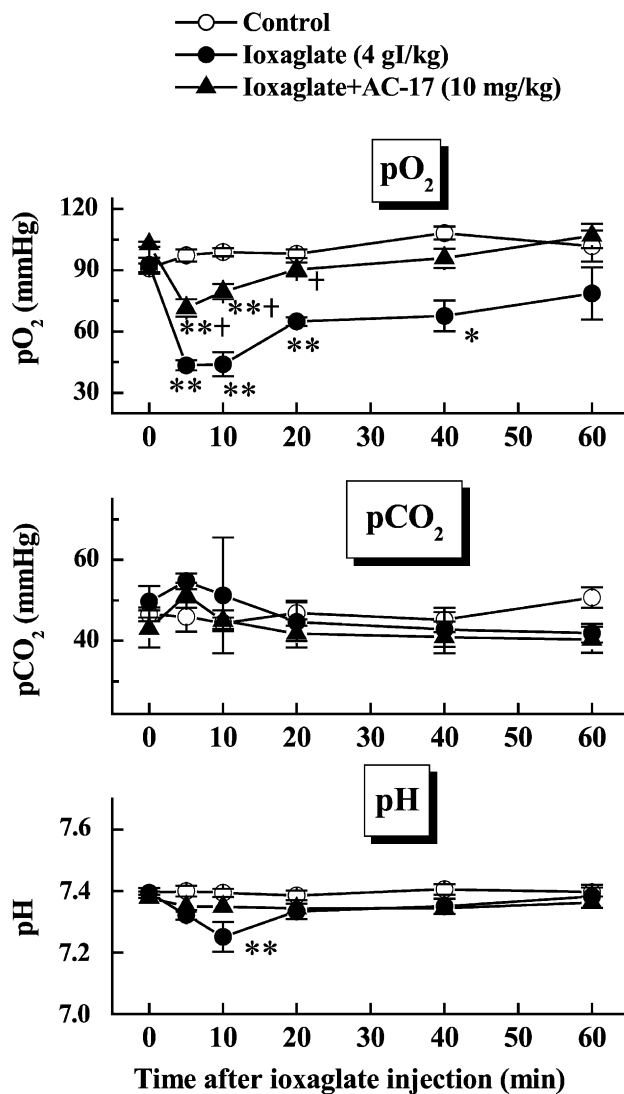 Control
Ioxaglate (4 gI/kg)
Ioxaglate+AC-17 (10 mg/kg)
pO₂
120
90
60
30
pO₂ (mmHg)
**†
**†
†
**
**
**
*
0 10 20 30 40 50 60
pCO₂
60
40
pCO₂ (mmHg)
0 10 20 30 40 50 60
pH
7.6
7.4
7.2
7.0
pH
**
0 10 20 30 40 50 60
Time after ioxaglate injection (min)